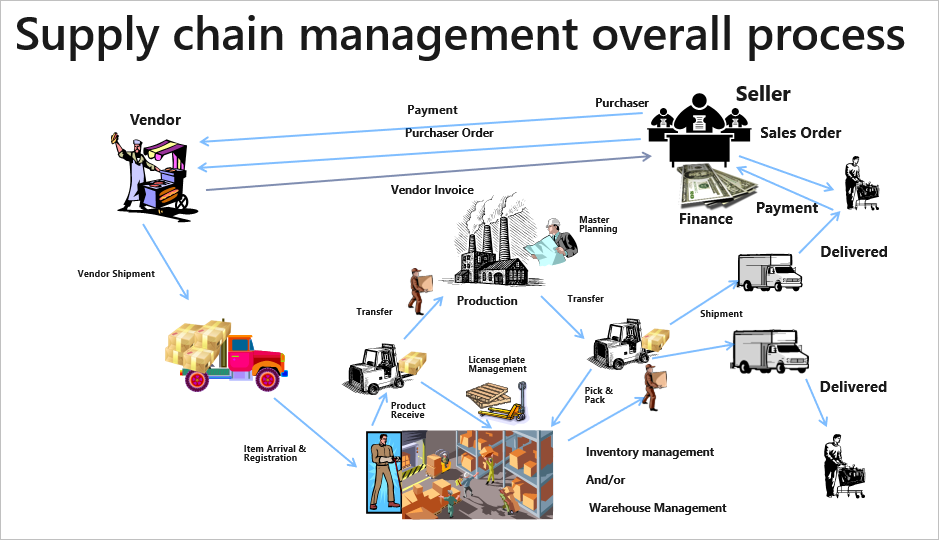 Supply chain management overall process
Seller
Purchaser
Payment
Vendor
Purchaser Order
Sales Order
Vendor Invoice
Payment
Finance
Master
Planning
Delivered
Vendor Shipment
Production
Transfer
Transfer
Shipment
License plate
Management
Delivered
Pick &
Pack
Product
Receive
Item Arrival &
Registration
Inventory management
And/or
Warehouse Management